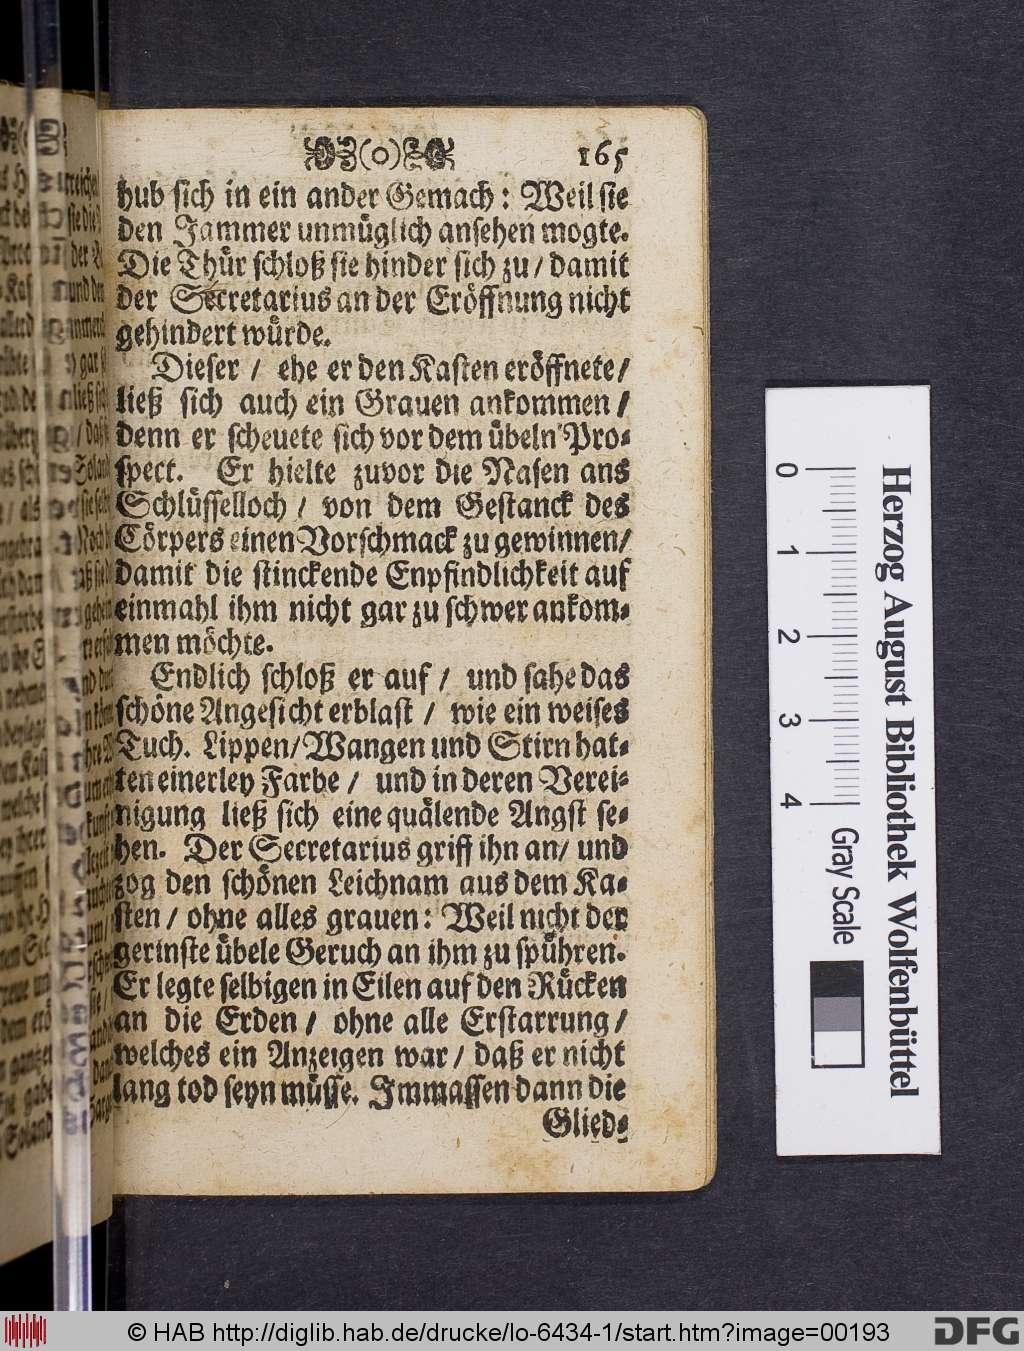 (o) 165
hub sich in ein ander Gemach: Weil sie
den Jammer unmüglich ansehen mogte.
Die Thür schloß sie hinder sich zu / damit
der Secretarius an der Eröffnung nicht
gehindert würde.
Dieser / ehe er den Kasten eröffnete /
ließ sich auch ein Grauen ankommen /
denn er scheuete sich vor dem übeln Pro-
spect. Er hielte zuvor die Nasen ans
Schlüsselloch / von dem Gestanck des
Cörpers einen Vorschmack zu gewinnen /
damit die stinckende Enpfindlichkeit auf
einmahl ihm nicht gar zu schwer ankom-
men möchte.
Endlich schloß er auf / und sahe das
schöne Angesicht erblast / wie ein weises
Tuch. Lippen / Wangen und Stirn hat-
ten einerley Farbe / und in deren Verei-
nigung ließ sich eine quälende Angst se-
hen. Der Secretarius griff ihn an / und
zog den schönen Leichnam aus dem Ka-
sten / ohne alles grauen: Weil nicht der
gerinste übele Geruch an ihm zu spühren.
Er legte selbigen in Eilen auf den Rücken
an die Erden / ohne alle Erstarrung /
welches ein Anzeigen war / daß er nicht
lang tod seyn müsse. Immassen dann die
Glied-
Herzog August Bibliothek Wolfenbüttel
0 1 2 3 4 Gray Scale
© HAB http://diglib.hab.de/drucke/lo-6434-1/start.htm?image=00193
DFG